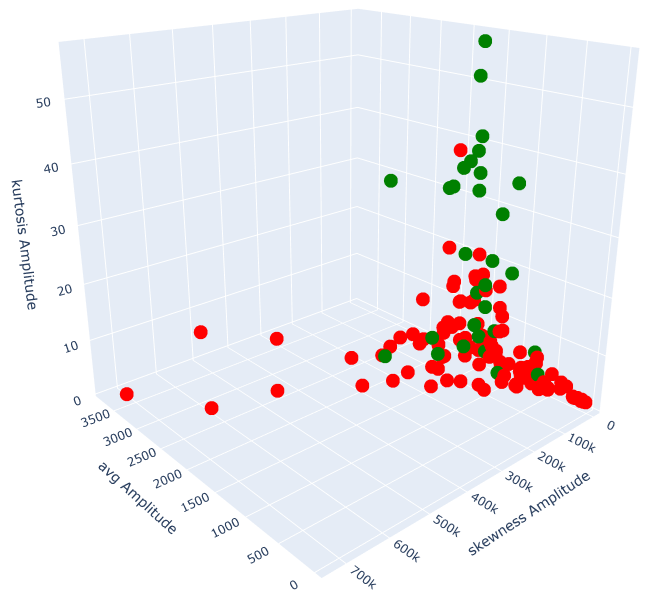 50
40
30
20
10
0
kurtosis Amplitude
3500
3000
2500
2000
1500
1000
500
0
avg Amplitude
0
100k
200k
300k
400k
500k
600k
700k
skewness Amplitude